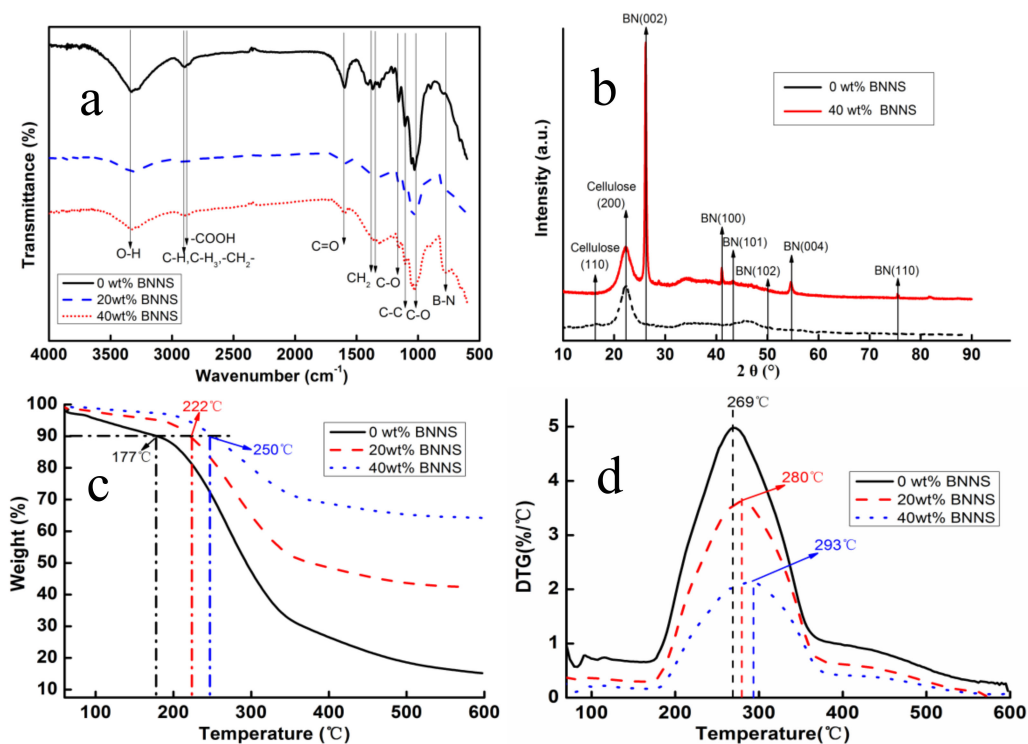 a
Transmittance (%)
O-H
-COOH
C-H,C-H₃,-CH₂-
C=O
CH₂
C-O
C-C
C-O
B-N
0 wt% BNNS
20wt% BNNS
40wt% BNNS
4000 3500 3000 2500 2000 1500 1000 500
Wavenumber (cm⁻¹)
b
Intensity (a.u.)
BN(002)
0 wt% BNNS
40 wt% BNNS
Cellulose
(200)
Cellulose
(110)
BN(100)
BN(101)
BN(102)
BN(004)
BN(110)
10 20 30 40 50 60 70 80 90
2 θ (°)
c
Weight (%)
100
90
80
70
60
50
40
30
20
10
222℃
177℃
250℃
0 wt% BNNS
20wt% BNNS
40wt% BNNS
100 200 300 400 500 600
Temperature(℃)
d
DTG(%/℃)
5
4
3
2
1
0
269℃
280℃
293℃
0 wt% BNNS
20wt% BNNS
40wt% BNNS
100 200 300 400 500 600
Temperature(℃)